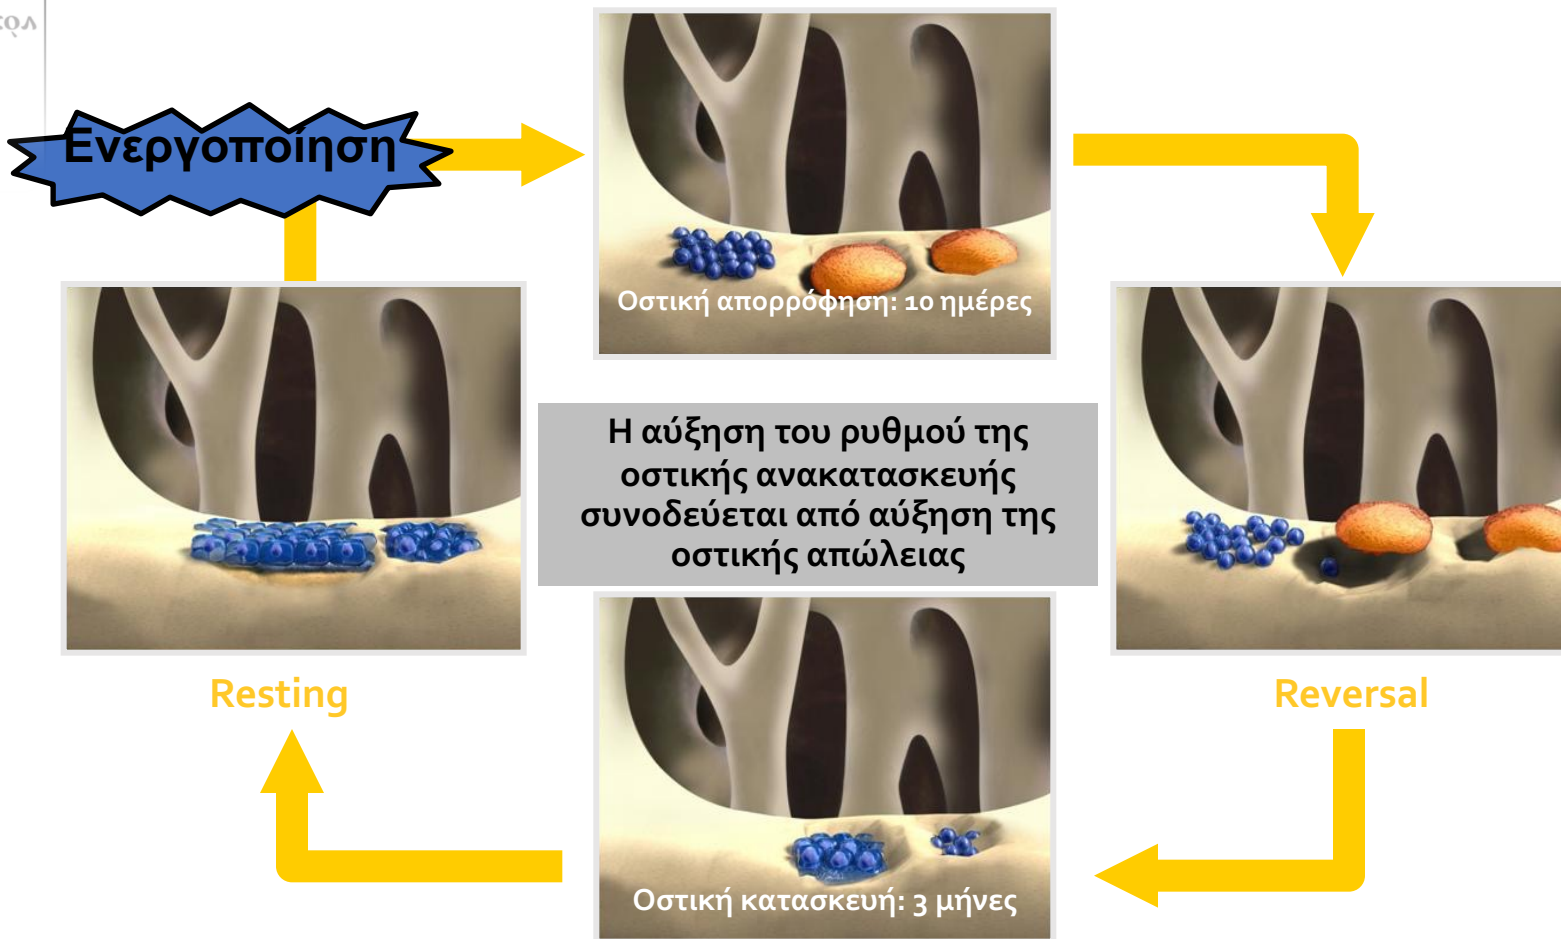 Ενεργοποίηση
Οστική απορρόφηση: 10 ημέρες
Η αύξηση του ρυθμού της
οστικής ανακατασκευής
συνοδεύεται από αύξηση της
οστικής απώλειας
Resting
Reversal
Οστική κατασκευή: 3 μήνες